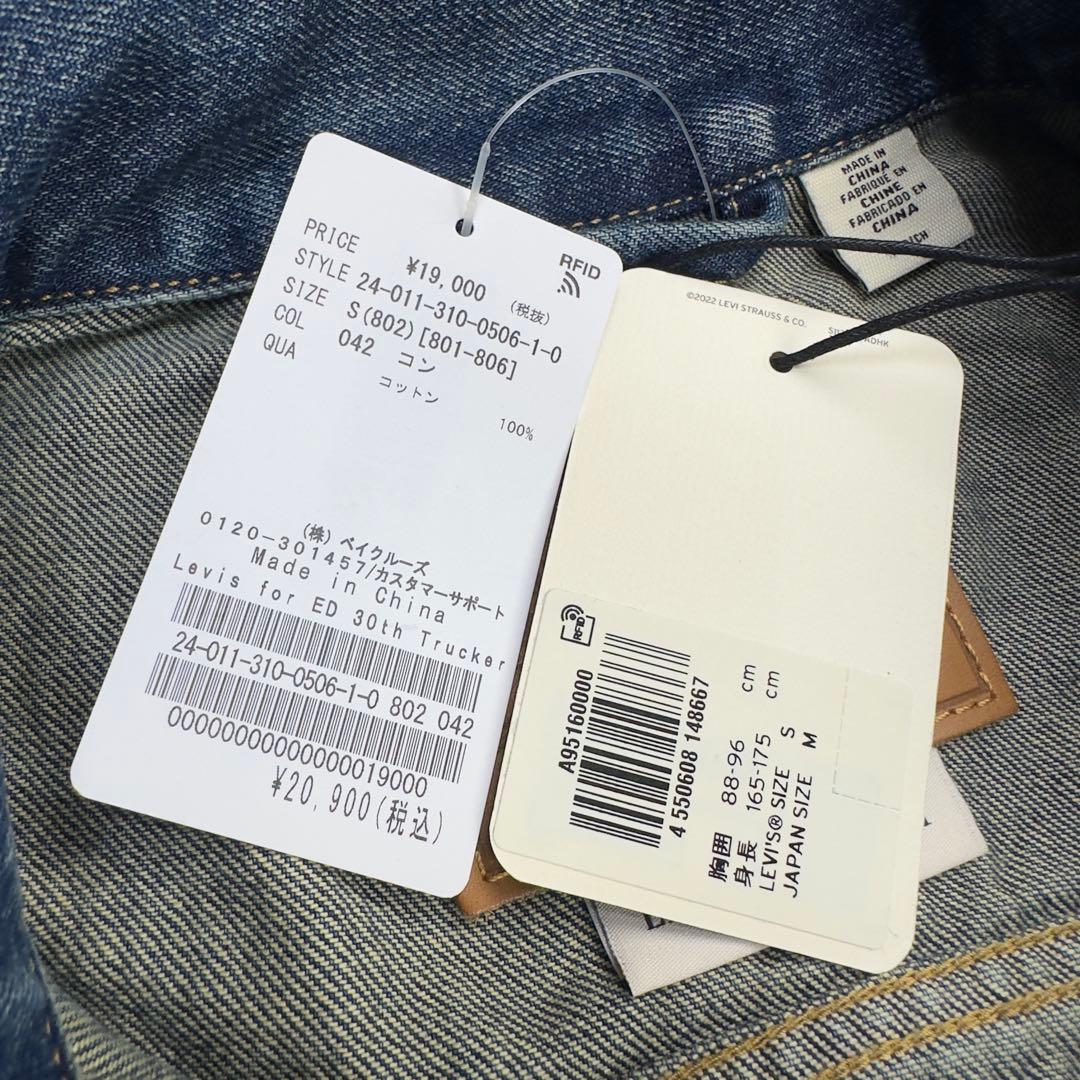 PRICE ¥19,000 (税抜)
STYLE 24-011-310-0506-1-0
SIZE S(802)[801-806]
COL 042 コン
QUA コットン
100%
(株) ベイクルーズ
0120-301457/カスタマーサポート
Made in China
Levis for ED 30th Trucker
24-011-310-0506-1-0 802 042
0000000000000019000
¥20,900(税込)
RFID
©2022 LEVI STRAUSS & CO.
RFID
A95160000
4 550608 148667
胸囲 88-96 cm
身長 165-175 cm
LEVI'S® SIZE S
JAPAN SIZE M
MADE IN
CHINA
FABRIQUÉ EN
CHINE
FABRICADO EN
CHINA